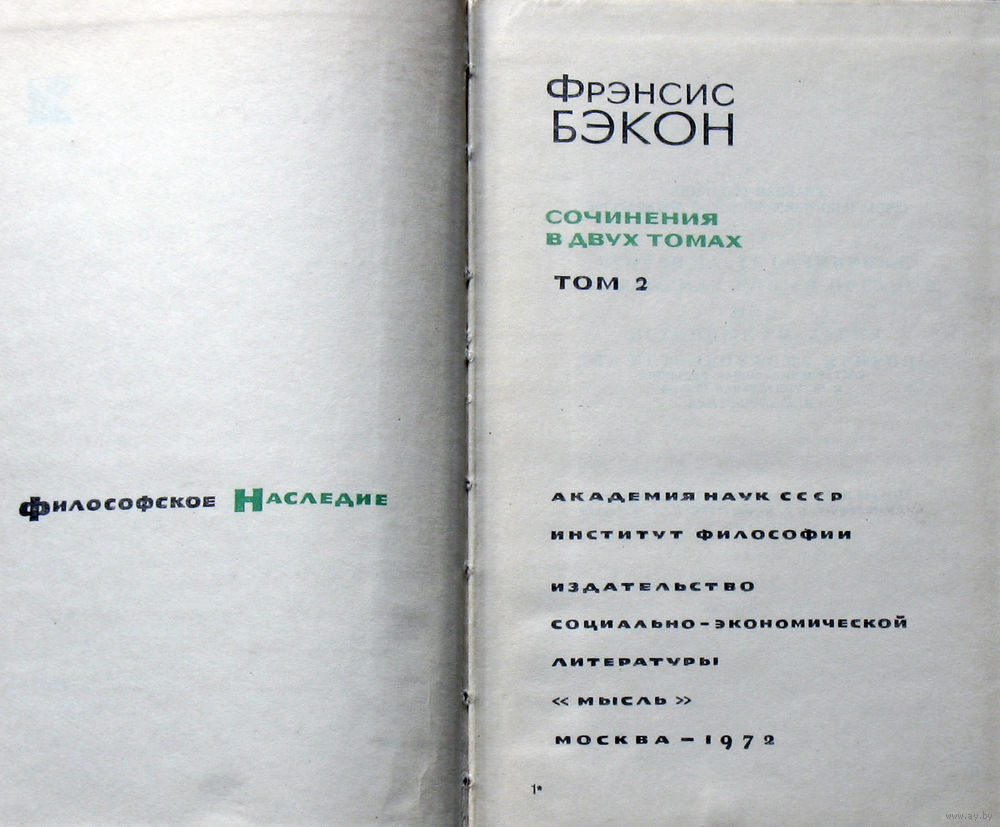 Философское Наследие
Фрэнсис
БЭКОН
СОЧИНЕНИЯ
В ДВУХ ТОМАХ
ТОМ 2
АКАДЕМИЯ НАУК СССР
ИНСТИТУТ ФИЛОСОФИИ
ИЗДАТЕЛЬСТВО
СОЦИАЛЬНО-ЭКОНОМИЧЕСКОЙ
ЛИТЕРАТУРЫ
« МЫСЛЬ »
МОСКВА – 1972
1*
www.ay.by